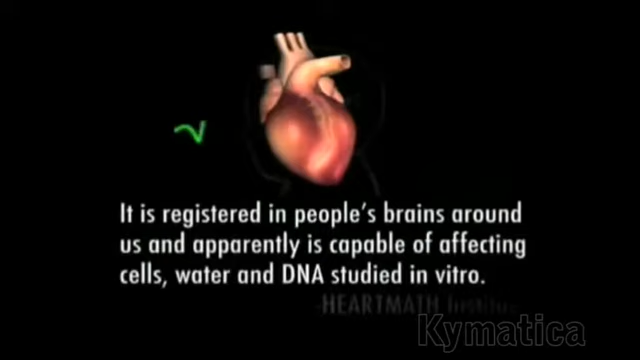 It is registered in people's brains around
us and apparently is capable of affecting
cells, water and DNA studied in vitro.
-HEARTMATH Institute
Kymatica